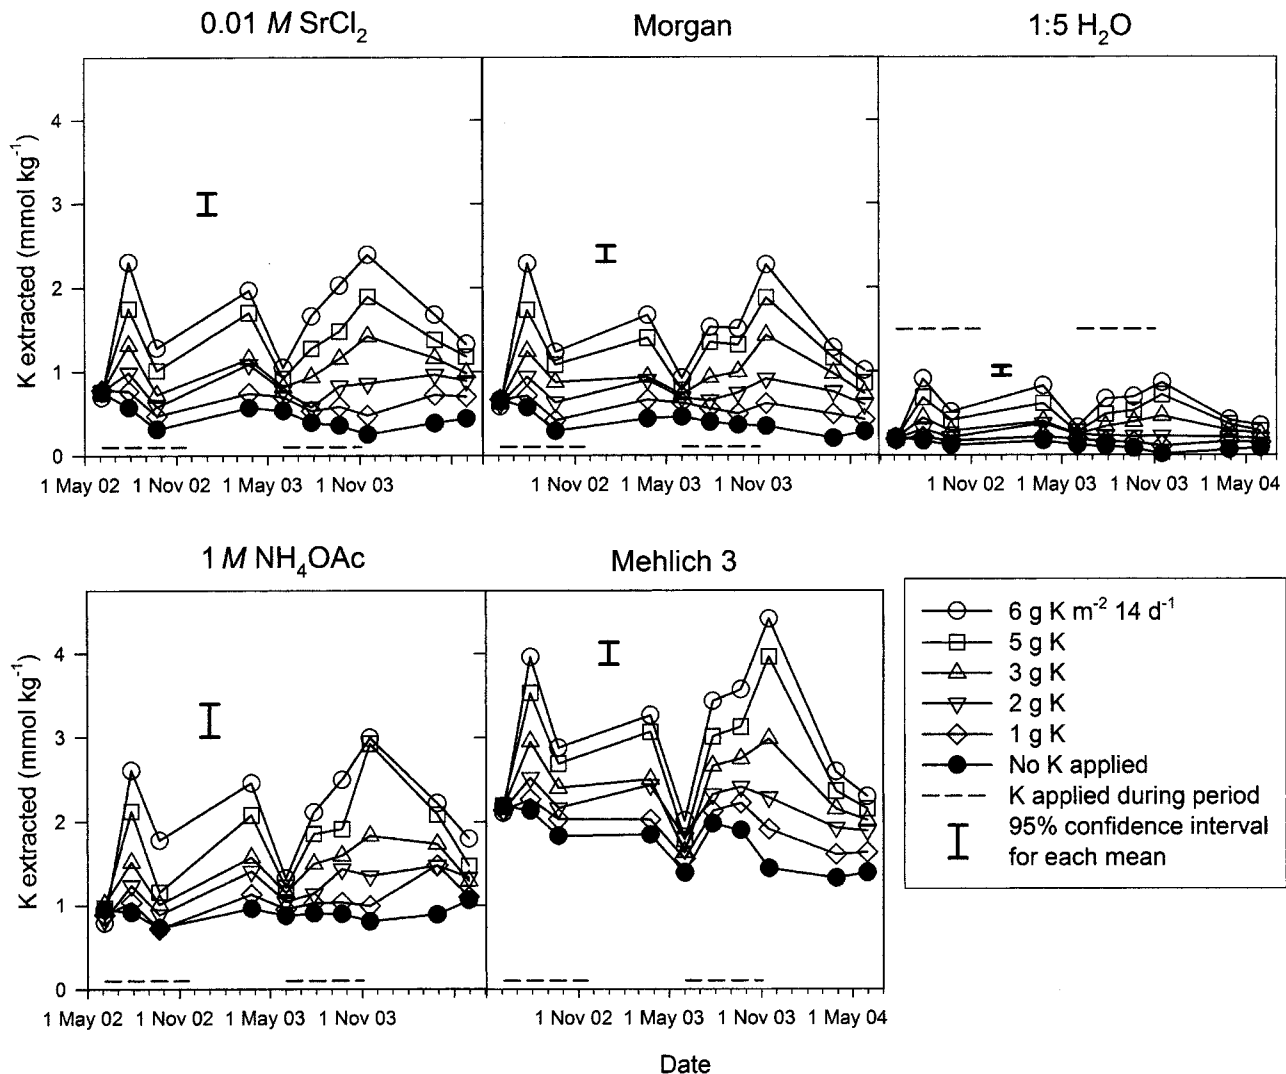 0.01 M SrCl₂ Morgan 1:5 H₂O
K extracted (mmol kg⁻¹)
4
3
2
1
0
1 May 02 1 Nov 02 1 May 03 1 Nov 03 1 Nov 02 1 May 03 1 Nov 03 1 Nov 02 1 May 03 1 Nov 03 1 May 04
1 M NH₄OAc Mehlich 3
K extracted (mmol kg⁻¹)
4
3
2
1
0
1 May 02 1 Nov 02 1 May 03 1 Nov 03 1 Nov 02 1 May 03 1 Nov 03 1 May 04
Date
6 g K m⁻² 14 d⁻¹
5 g K
3 g K
2 g K
1 g K
No K applied
K applied during period
95% confidence interval
for each mean